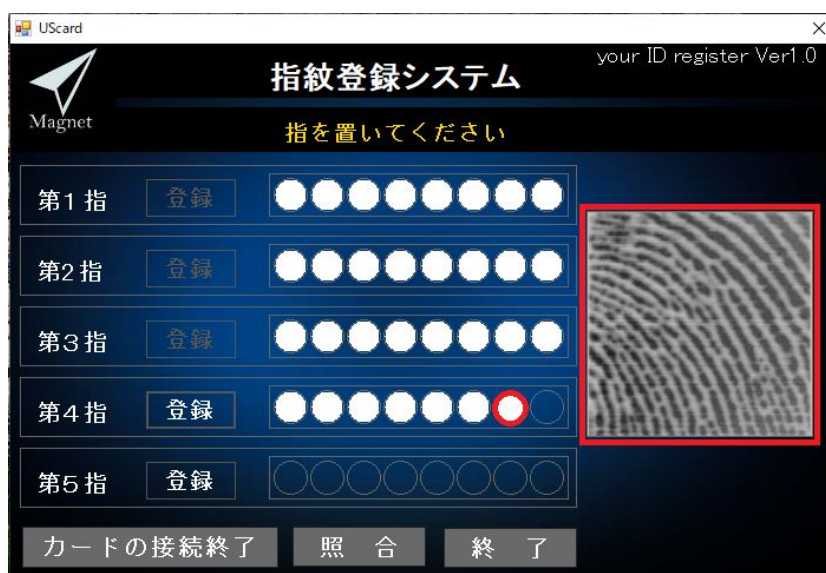 UScard
your ID register Ver1.0
指紋登録システム
Magnet
指を置いてください
第1指 登録
第2指 登録
第3指 登録
第4指 登録
第5指 登録
カードの接続終了 照 合 終 了